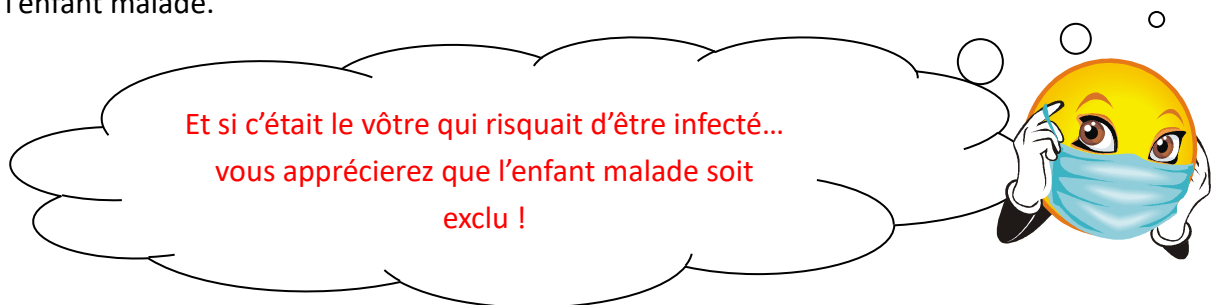 l'enfant malade.
Et si c’était le vôtre qui risquait d’être infecté…
vous apprécierez que l’enfant malade soit
exclu !